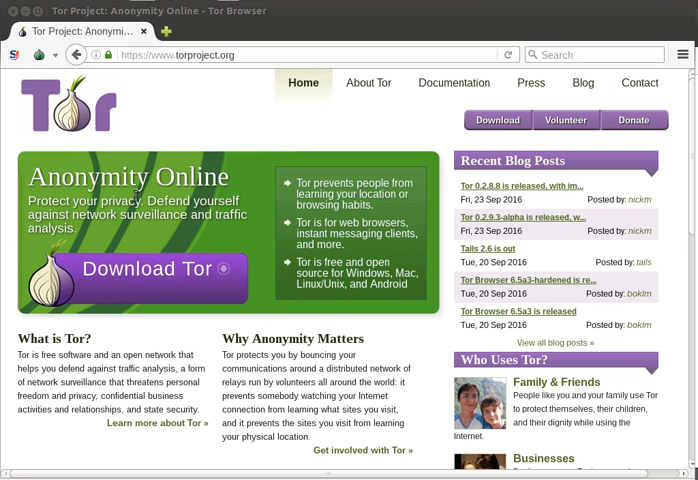 Tor Project: Anonymity Online - Tor Browser
Tor Project: Anonymi...
https://www.torproject.org
Search
Tor
Home
About Tor
Documentation
Press
Blog
Contact
Download
Volunteer
Donate
Anonymity Online
Protect your privacy. Defend yourself
against network surveillance and traffic
analysis.
Download Tor
Tor prevents people from
learning your location or
browsing habits.
Tor is for web browsers,
instant messaging clients,
and more.
Tor is free and open
source for Windows, Mac,
Linux/Unix, and Android
What is Tor?
Tor is free software and an open network that
helps you defend against traffic analysis, a form
of network surveillance that threatens personal
freedom and privacy, confidential business
activities and relationships, and state security.
Learn more about Tor »
Why Anonymity Matters
Tor protects you by bouncing your
communications around a distributed network of
relays run by volunteers all around the world: it
prevents somebody watching your Internet
connection from learning what sites you visit,
and it prevents the sites you visit from learning
your physical location.
Get involved with Tor »
Recent Blog Posts
Tor 0.2.8.8 is released, with im...
Fri, 23 Sep 2016 Posted by: nickm
Tor 0.2.9.3-alpha is released, w...
Fri, 23 Sep 2016 Posted by: nickm
Tails 2.6 is out
Tue, 20 Sep 2016 Posted by: tails
Tor Browser 6.5a3-hardened is re...
Tue, 20 Sep 2016 Posted by: boklm
Tor Browser 6.5a3 is released
Tue, 20 Sep 2016 Posted by: boklm
View all blog posts »
Who Uses Tor?
Family & Friends
People like you and your family use Tor
to protect themselves, their children,
and their dignity while using the
Internet.
Businesses